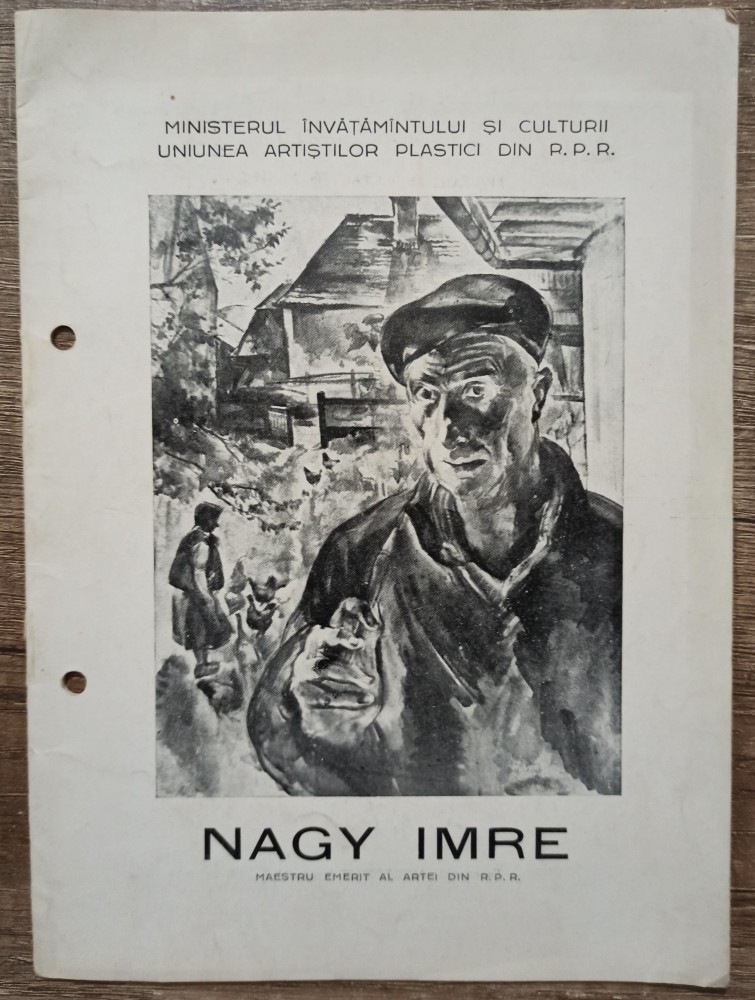 MINISTERUL ÎNVĂȚĂMÎNTULUI ȘI CULTURII
UNIUNEA ARTIȘTILOR PLASTICI DIN R.P.R.
NAGY IMRE
MAESTRU EMERIT AL ARTEI DIN R.P.R.